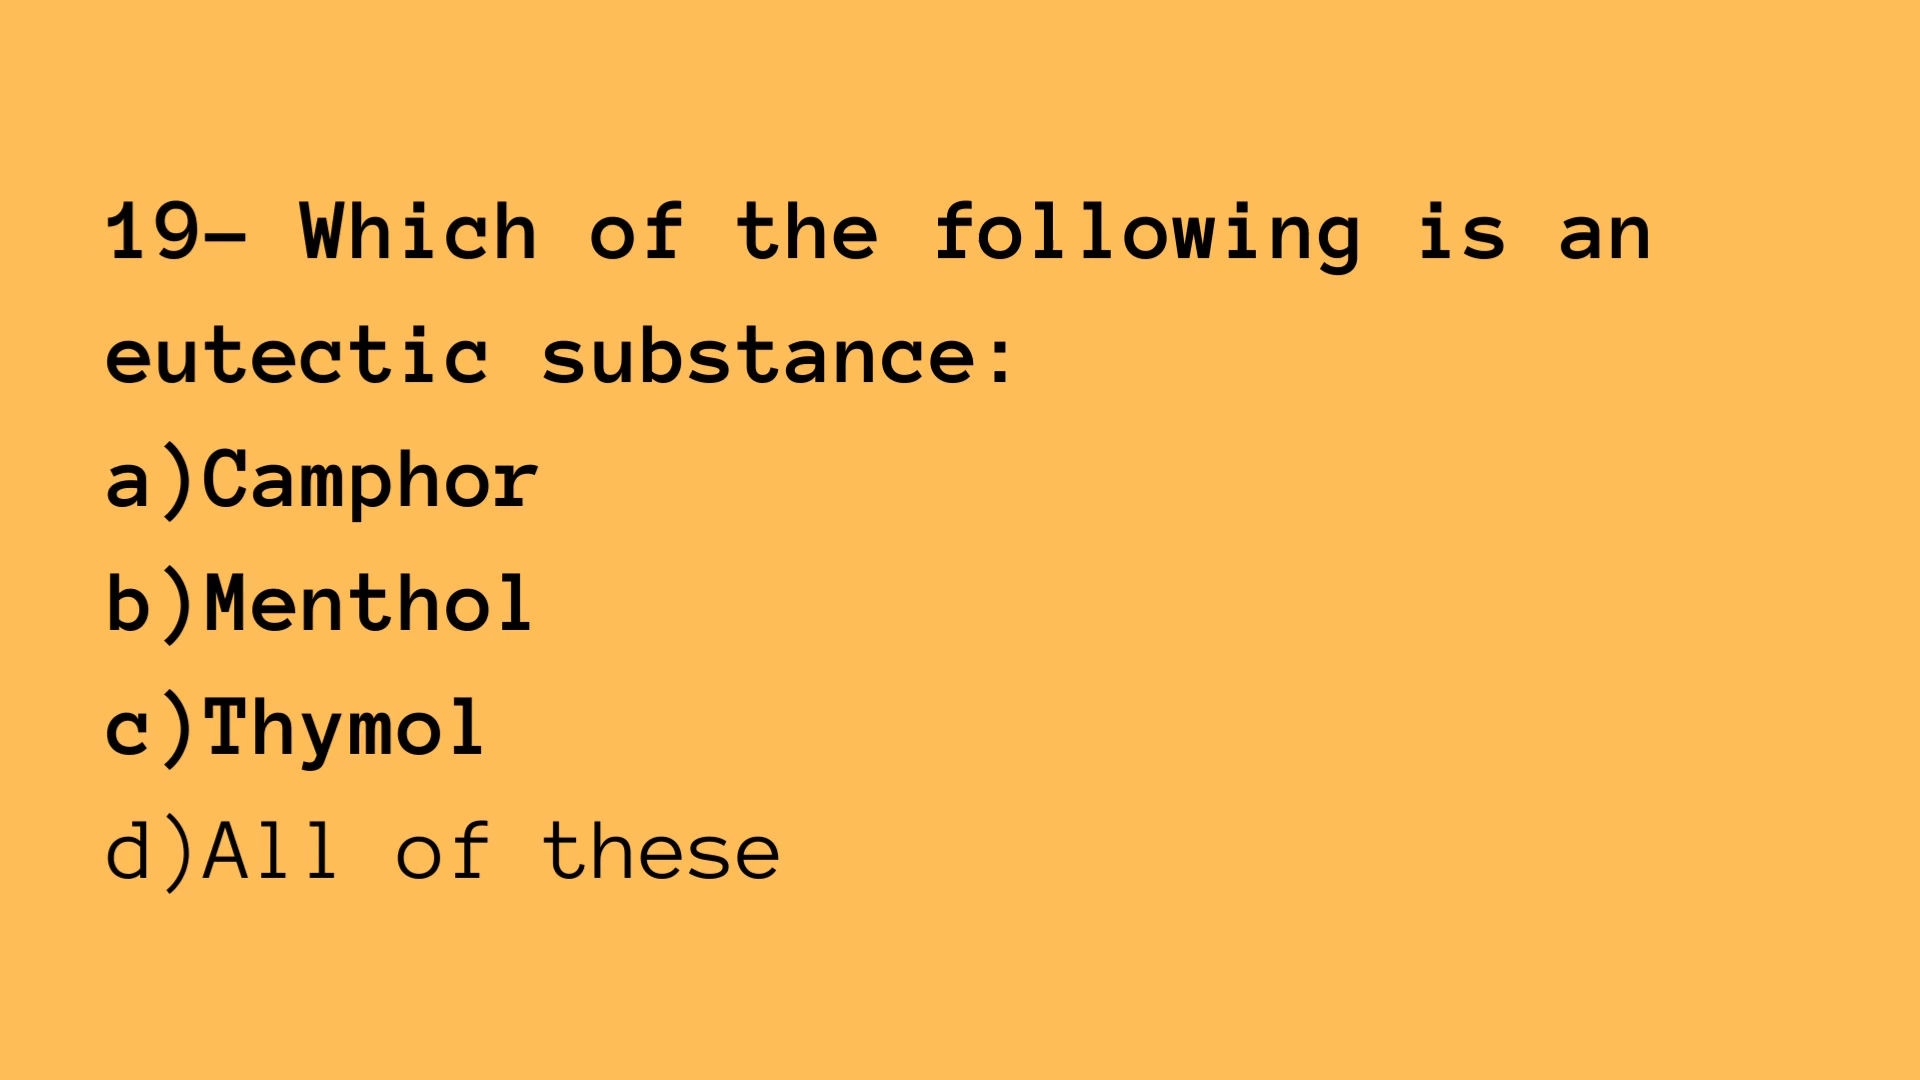 19– Which of the following is an
eutectic substance:
a)Camphor
b)Menthol
c)Thymol
d)All of these